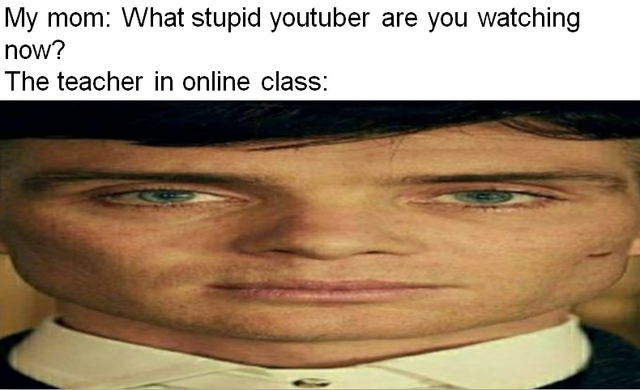 My mom: What stupid youtuber are you watching
now?
The teacher in online class: